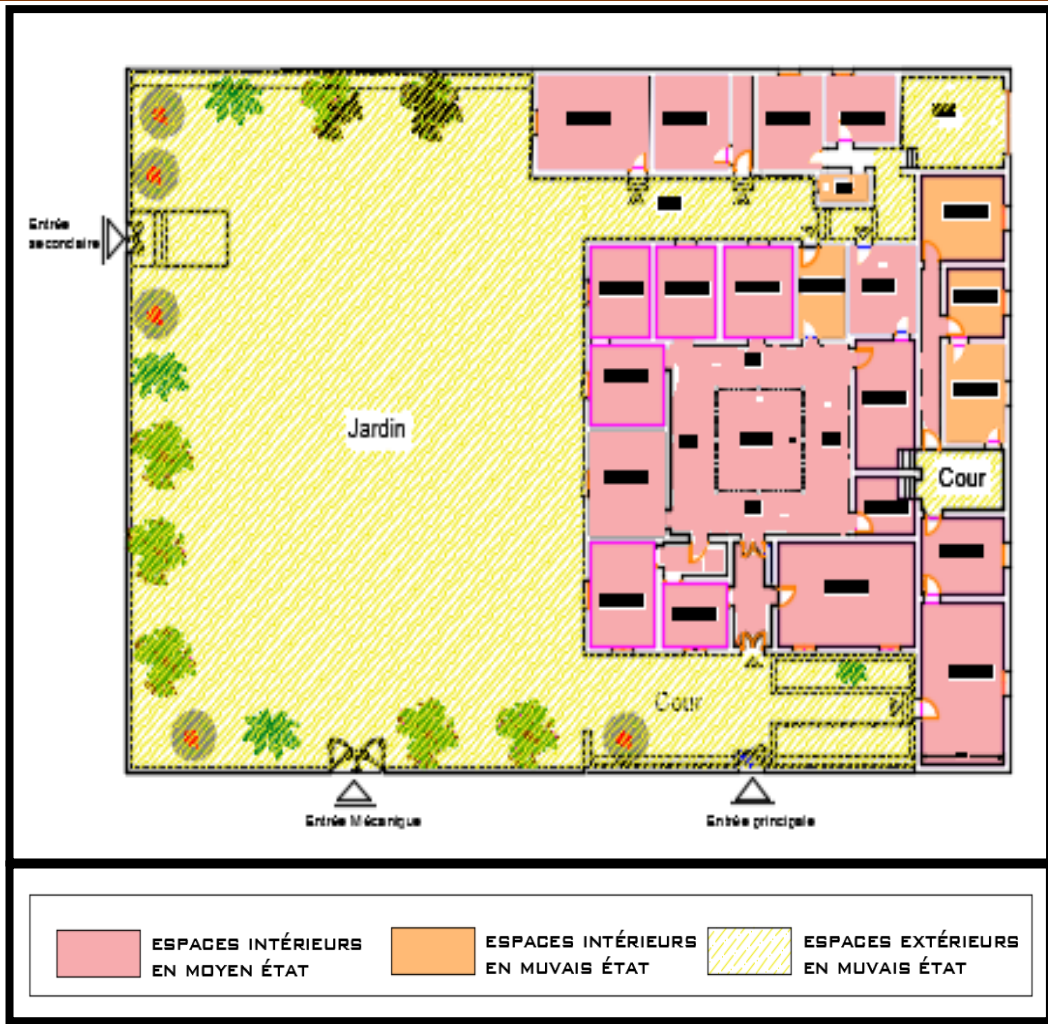 Entrée
secondaire
Jardin
Cour
Cour
Entrée Mécanique
Entrée principale
ESPACES INTÉRIEURS
EN MOYEN ÉTAT
ESPACES INTÉRIEURS
EN MUVAIS ÉTAT
ESPACES EXTÉRIEURS
EN MUVAIS ÉTAT